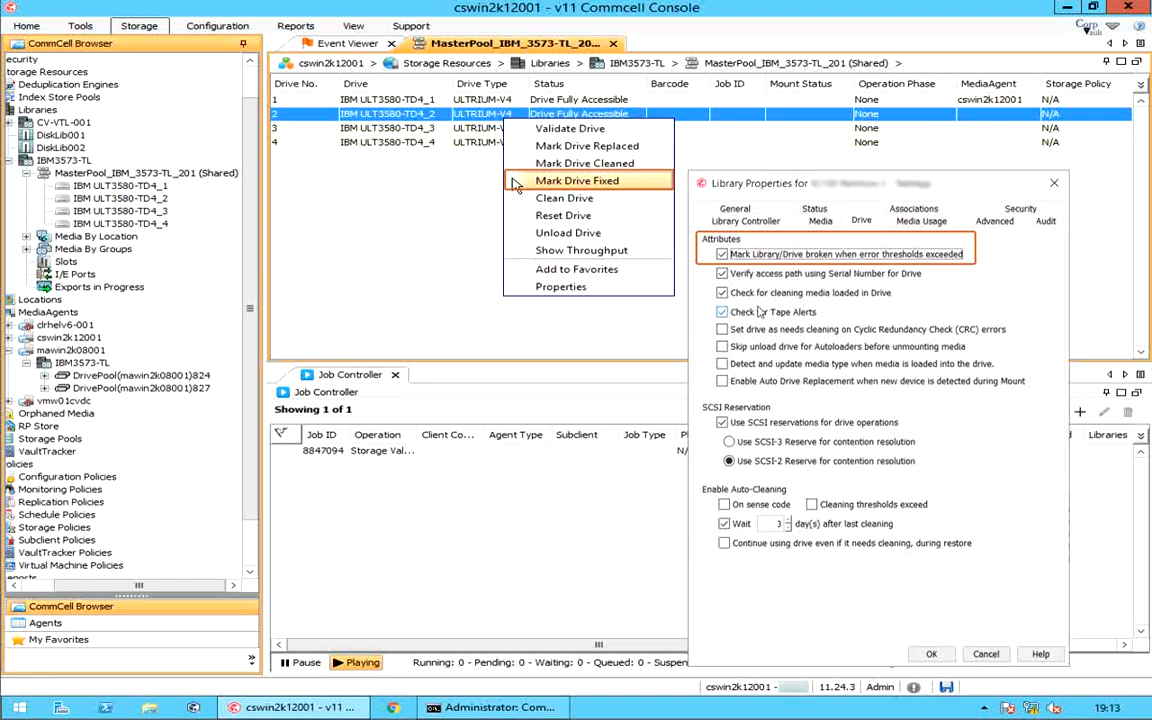 cswin2k12001 - v11 Commcell Console
Home Tools Storage Configuration Reports View Support
CommCell Browser
ecurity
torage Resources
Deduplication Engines
Index Store Pools
Libraries
CV-VTL-001
DiskLib001
DiskLib002
IBM3573-TL
MasterPool_IBM_3573-TL_201 (Shared)
IBM ULT3580-TD4_1
IBM ULT3580-TD4_2
IBM ULT3580-TD4_3
IBM ULT3580-TD4_4
Media By Location
Media By Groups
Slots
I/E Ports
Exports in Progress
Locations
MediaAgents
clrhelv6-001
cswin2k12001
mawin2k08001
IBM3573-TL
DrivePool(mawin2k08001)824
DrivePool(mawin2k08001)827
vmw01cvdc
Orphaned Media
RP Store
Storage Pools
VaultTracker
olicies
Configuration Policies
Monitoring Policies
Replication Policies
Schedule Policies
Storage Policies
Subclient Policies
VaultTracker Policies
Virtual Machine Policies
eports
CommCell Browser
Agents
My Favorites
Corp
Vault
Event Viewer MasterPool_IBM_3573-TL_20...
cswin2k12001 > Storage Resources > Libraries > IBM3573-TL > MasterPool_IBM_3573-TL_201 (Shared) >
Drive No. Drive Drive Type Status Barcode Job ID Mount Status Operation Phase MediaAgent Storage Policy
1 IBM ULT3580-TD4_1 ULTRIUM-V4 Drive Fully Accessible None cswin2k12001 N/A
2 IBM ULT3580-TD4_2 ULTRIUM-V4 Drive Fully Accessible None N/A
3 IBM ULT3580-TD4_3 ULTRIUM-V None N/A
4 IBM ULT3580-TD4_4 ULTRIUM-V None N/A
Validate Drive
Mark Drive Replaced
Mark Drive Cleaned
Mark Drive Fixed
Clean Drive
Reset Drive
Unload Drive
Show Throughput
Add to Favorites
Properties
Library Properties for
General Status Associations Security
Library Controller Media Drive Media Usage Advanced Audit
Attributes
Mark Library/Drive broken when error thresholds exceeded
Verify access path using Serial Number for Drive
Check for cleaning media loaded in Drive
Check for Tape Alerts
Set drive as needs cleaning on Cyclic Redundancy Check (CRC) errors
Skip unload drive for Autoloaders before unmounting media
Detect and update media type when media is loaded into the drive.
Enable Auto Drive Replacement when new device is detected during Mount
SCSI Reservation
Use SCSI reservations for drive operations
Use SCSI-3 Reserve for contention resolution
Use SCSI-2 Reserve for contention resolution
Enable Auto-Cleaning
On sense code Cleaning thresholds exceed
Wait 3 day(s) after last cleaning
Continue using drive even if it needs cleaning, during restore
OK Cancel Help
Job Controller
Job Controller
Showing 1 of 1
Job ID Operation Client Co... Agent Type Subclient Job Type Libraries
8847094 Storage Val... N/
Pause Playing Running: 0 - Pending: 0 - Waiting: 0 - Queued: 0 - Suspen
cswin2k12001 - 11.24.3 Admin
cswin2k12001 - v11 ... Administrator: Com... 19:13